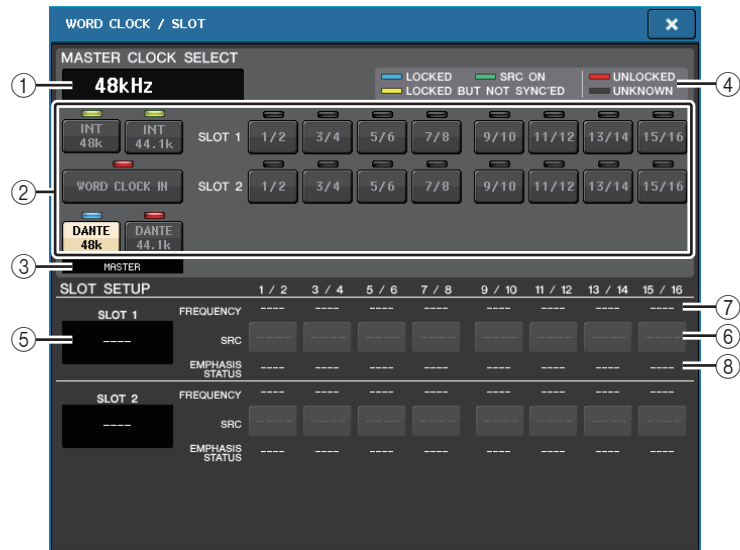 WORD CLOCK / SLOT ×
MASTER CLOCK SELECT
① 48kHz LOCKED SRC ON UNLOCKED ④
LOCKED BUT NOT SYNC'ED UNKNOWN
INT 48k INT 44.1k SLOT 1 1/2 3/4 5/6 7/8 9/10 11/12 13/14 15/16
② WORD CLOCK IN SLOT 2 1/2 3/4 5/6 7/8 9/10 11/12 13/14 15/16
DANTE 48k DANTE 44.1k
③ MASTER
SLOT SETUP 1 / 2 3 / 4 5 / 6 7 / 8 9 / 10 11 / 12 13 / 14 15 / 16
SLOT 1 FREQUENCY ---- ---- ---- ---- ---- ---- ---- ---- ⑦
⑤ ---- SRC ---- ---- ---- ---- ---- ---- ---- ---- ⑥
EMPHASIS STATUS ---- ---- ---- ---- ---- ---- ---- ---- ⑧
SLOT 2 FREQUENCY ---- ---- ---- ---- ---- ---- ---- ----
---- SRC ---- ---- ---- ---- ---- ---- ---- ----
EMPHASIS STATUS ---- ---- ---- ---- ---- ---- ---- ----